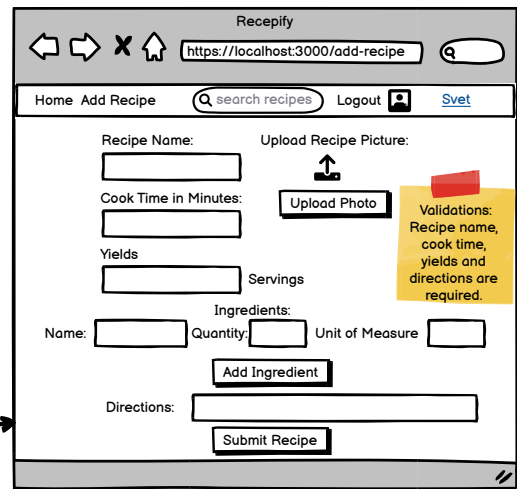 Recepify
https://localhost:3000/add-recipe
Home Add Recipe search recipes Logout Svet
Recipe Name: Upload Recipe Picture:
Cook Time in Minutes: Upload Photo
Validations:
Recipe name,
cook time,
yields and
directions are
required.
Yields
Servings
Ingredients:
Name: Quantity: Unit of Measure
Add Ingredient
Directions:
Submit Recipe